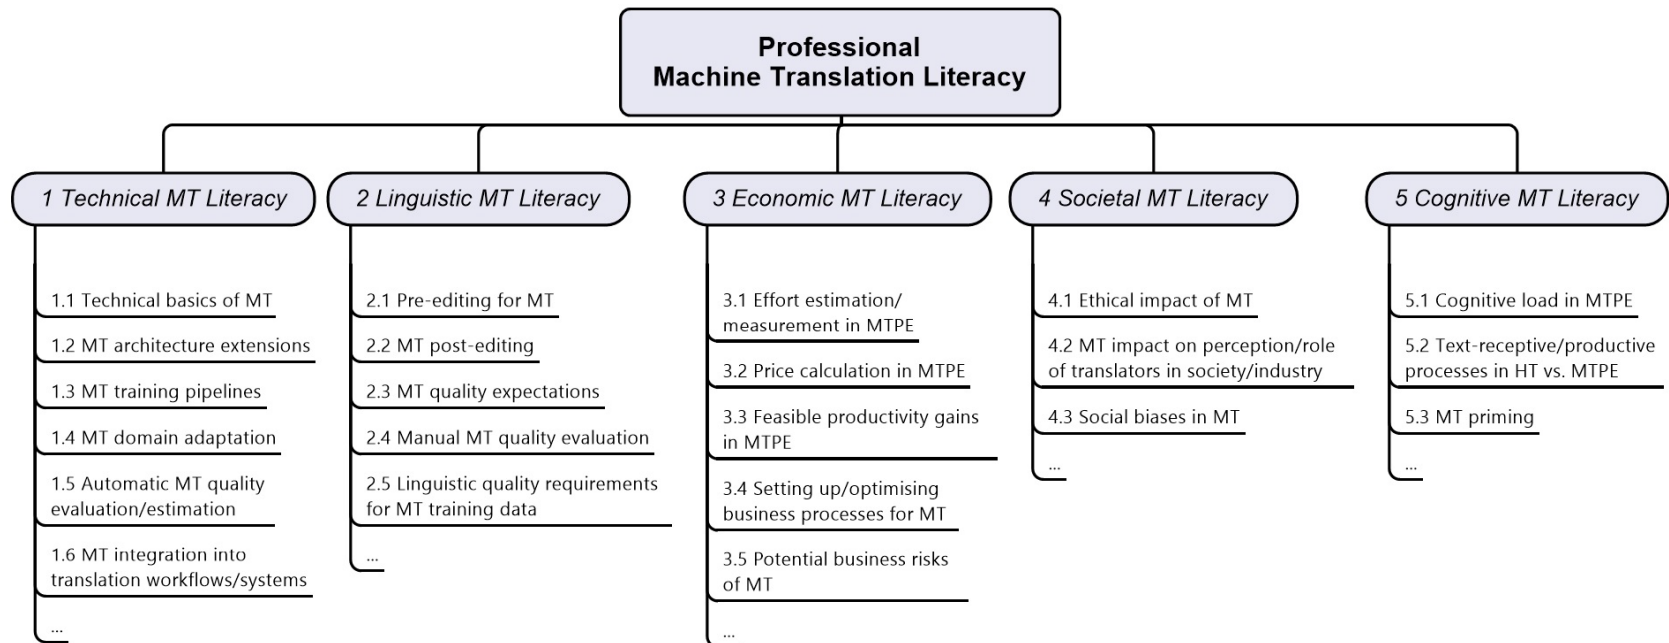 Professional
Machine Translation Literacy
1 Technical MT Literacy
1.1 Technical basics of MT
1.2 MT architecture extensions
1.3 MT training pipelines
1.4 MT domain adaptation
1.5 Automatic MT quality
evaluation/estimation
1.6 MT integration into
translation workflows/systems
...
2 Linguistic MT Literacy
2.1 Pre-editing for MT
2.2 MT post-editing
2.3 MT quality expectations
2.4 Manual MT quality evaluation
2.5 Linguistic quality requirements
for MT training data
...
3 Economic MT Literacy
3.1 Effort estimation/
measurement in MTPE
3.2 Price calculation in MTPE
3.3 Feasible productivity gains
in MTPE
3.4 Setting up/optimising
business processes for MT
3.5 Potential business risks
of MT
...
4 Societal MT Literacy
4.1 Ethical impact of MT
4.2 MT impact on perception/role
of translators in society/industry
4.3 Social biases in MT
...
5 Cognitive MT Literacy
5.1 Cognitive load in MTPE
5.2 Text-receptive/productive
processes in HT vs. MTPE
5.3 MT priming
...